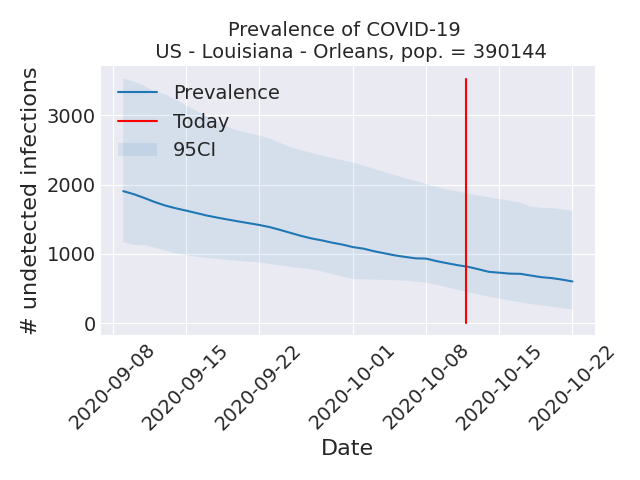 Prevalence of COVID-19
US - Louisiana - Orleans, pop. = 390144
# undetected infections
3000
2000
1000
0
Prevalence
Today
95CI
2020-09-08
2020-09-15
2020-09-22
2020-10-01
2020-10-08
2020-10-15
2020-10-22
Date